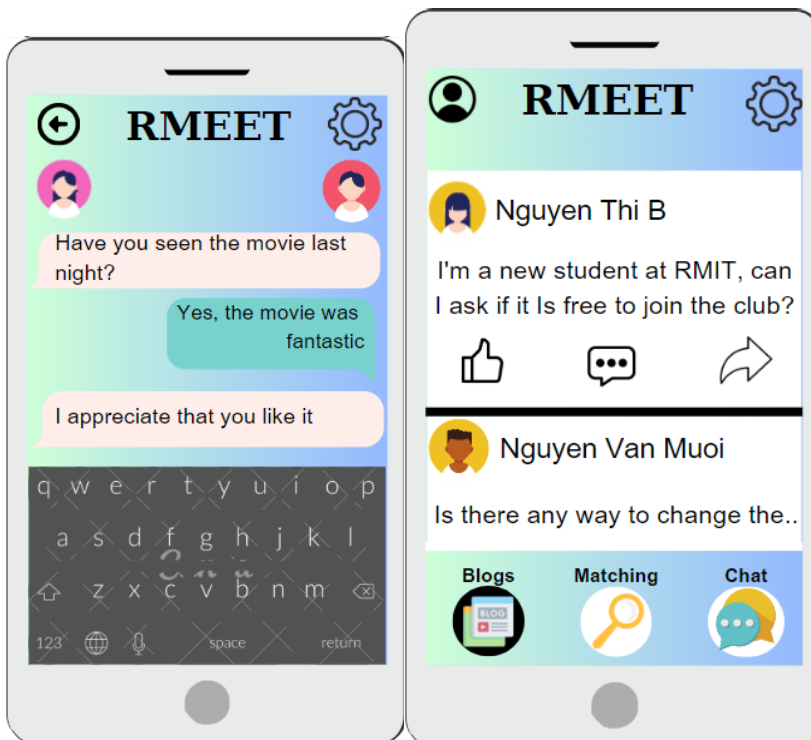 RMEET
Have you seen the movie last
night?
Yes, the movie was
fantastic
I appreciate that you like it
q w e r t y u i o p
a s d f g h j k l
z x c v b n m
123 space return
RMEET
Nguyen Thi B
I'm a new student at RMIT, can
I ask if it Is free to join the club?
Nguyen Van Muoi
Is there any way to change the..
Blogs Matching Chat
BLOG